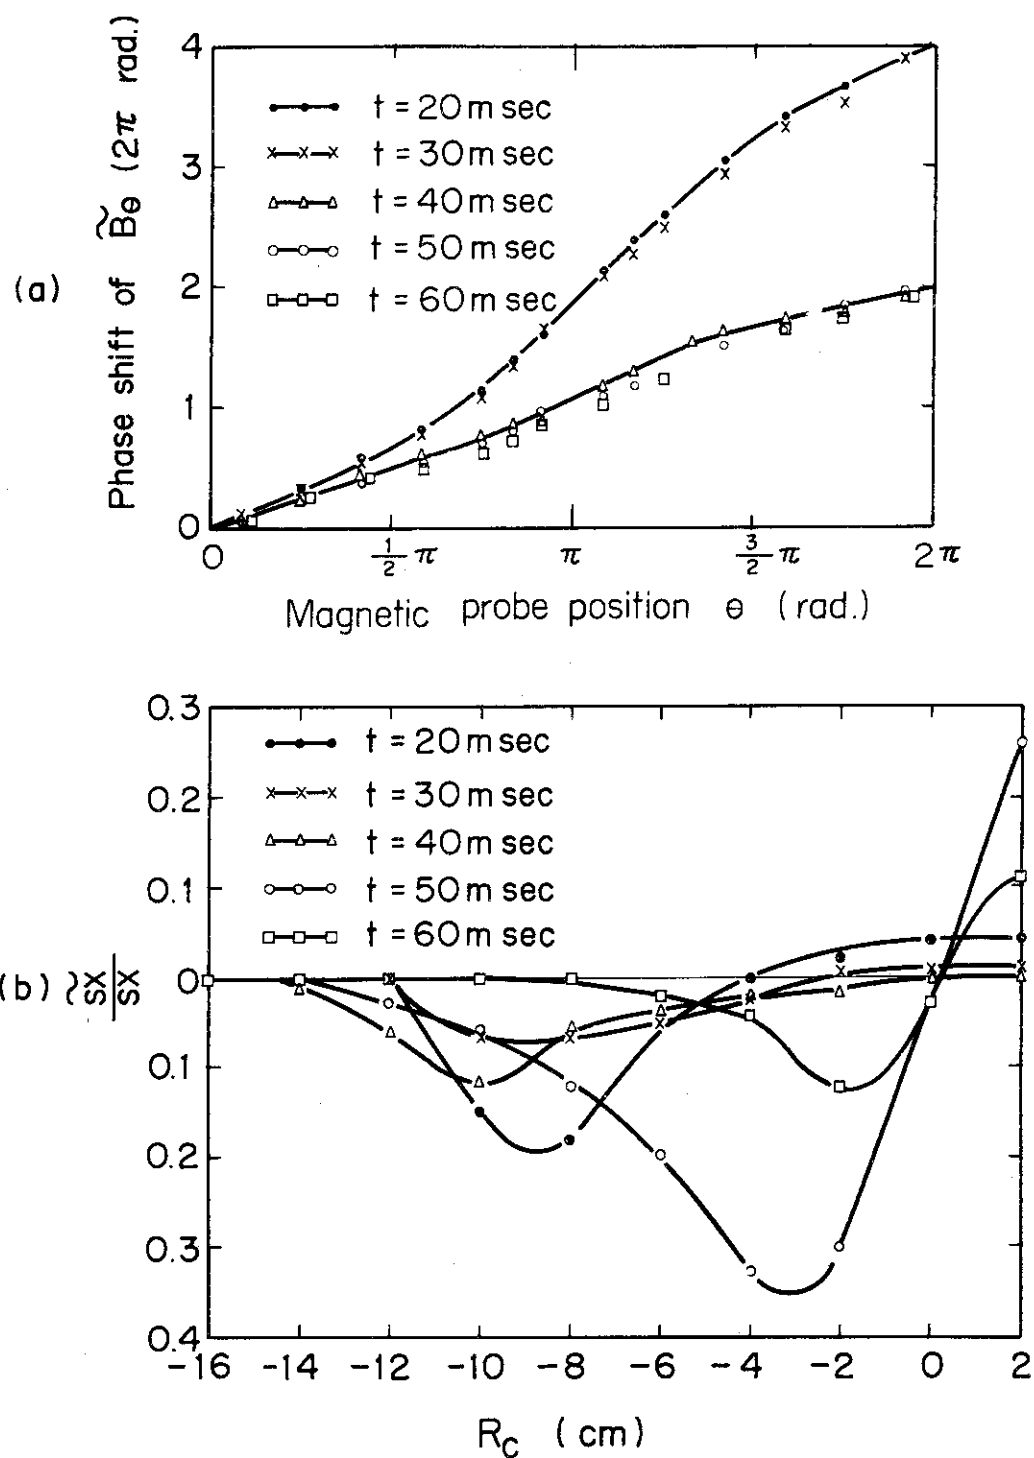 (a)
Phase shift of B̃θ (2π rad.)
4
3
2
1
0
t = 20 m sec
t = 30 m sec
t = 40 m sec
t = 50 m sec
t = 60 m sec
0 1/2 π π 3/2 π 2π
Magnetic probe position θ (rad.)
(b) S̃X/SX
0.3
0.2
0.1
0
0.1
0.2
0.3
0.4
t = 20 m sec
t = 30 m sec
t = 40 m sec
t = 50 m sec
t = 60 m sec
-16 -14 -12 -10 -8 -6 -4 -2 0 2
Rc (cm)